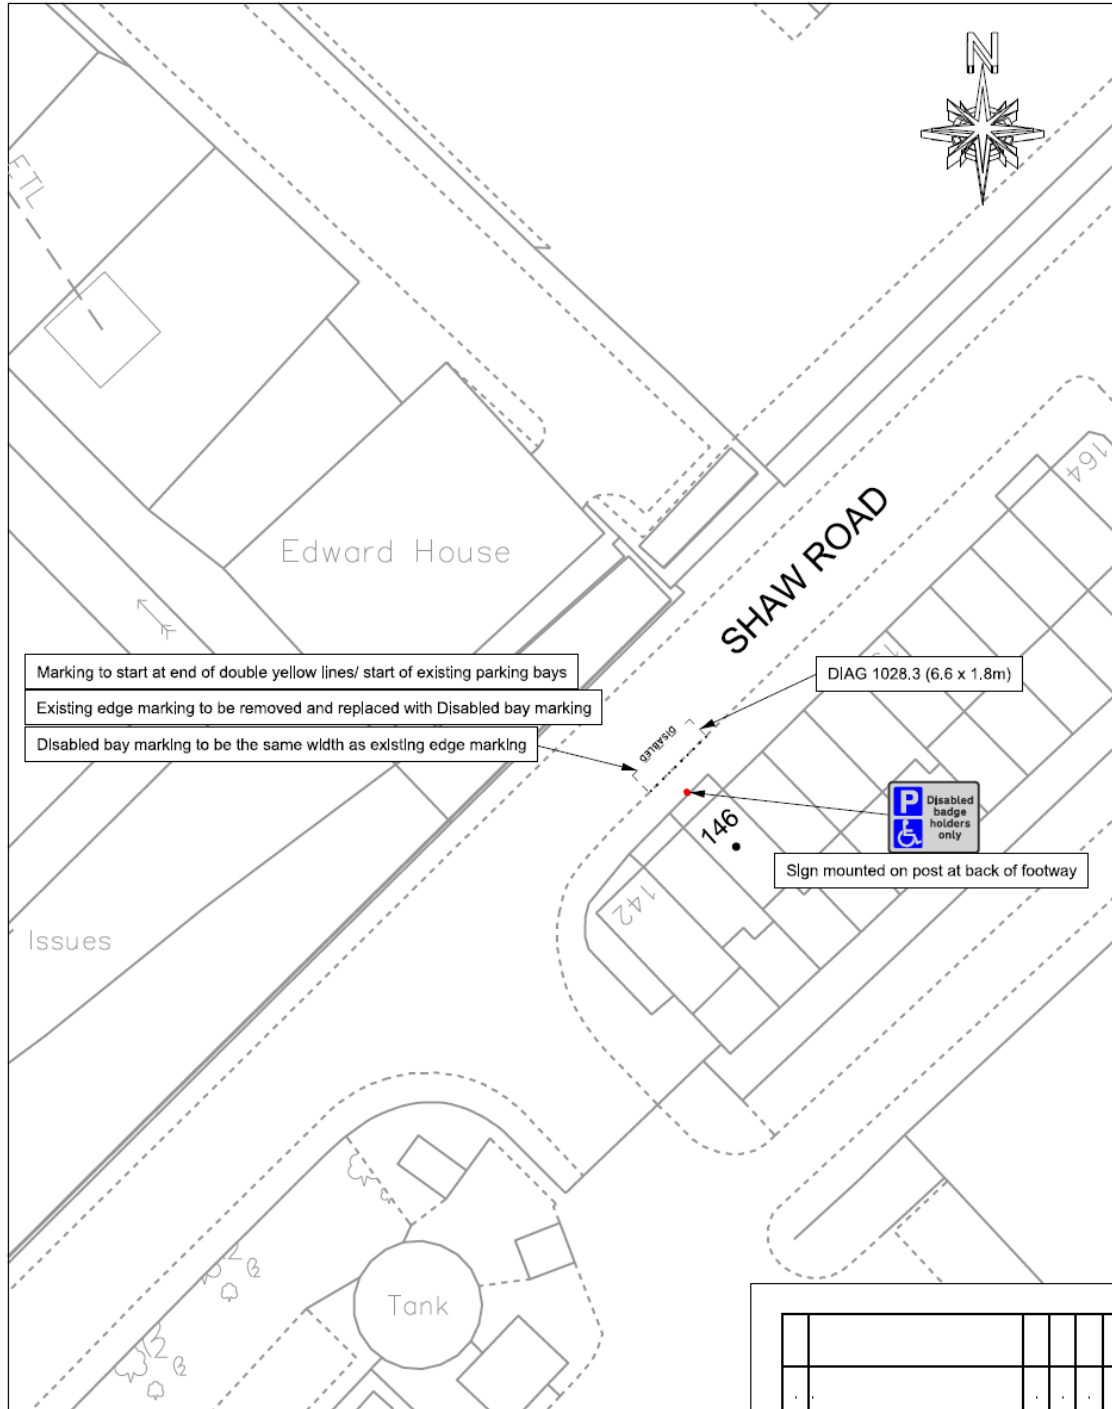 N
ETL
164
Edward House
SHAW ROAD
Marking to start at end of double yellow lines/ start of existing parking bays
Existing edge marking to be removed and replaced with Disabled bay marking
Disabled bay marking to be the same width as existing edge marking
DIAG 1028.3 (6.6 x 1.8m)
DISABLED
P
Disabled
badge
holders
only
146
Sign mounted on post at back of footway
142
Issues
Tank